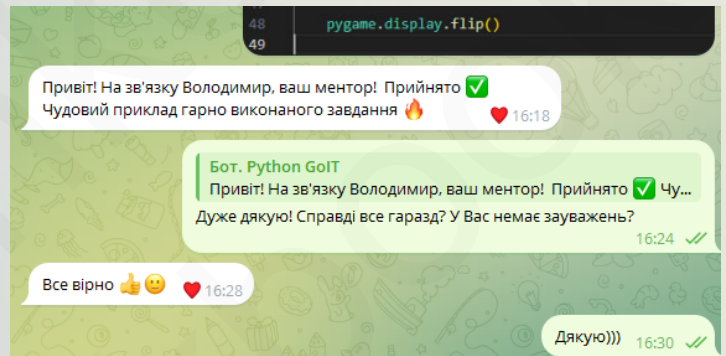 48 pygame.display.flip()
49
Привіт! На зв'язку Володимир, ваш ментор! Прийнято ✅
Чудовий приклад гарно виконаного завдання 🔥
❤️ 16:18
Бот. Python GoIT
Привіт! На зв'язку Володимир, ваш ментор! Прийнято ✅ Чу...
Дуже дякую! Справді все гаразд? У Вас немає зауважень?
16:24
Все вірно 👍🙂 ❤️ 16:28
Дякую))) 16:30